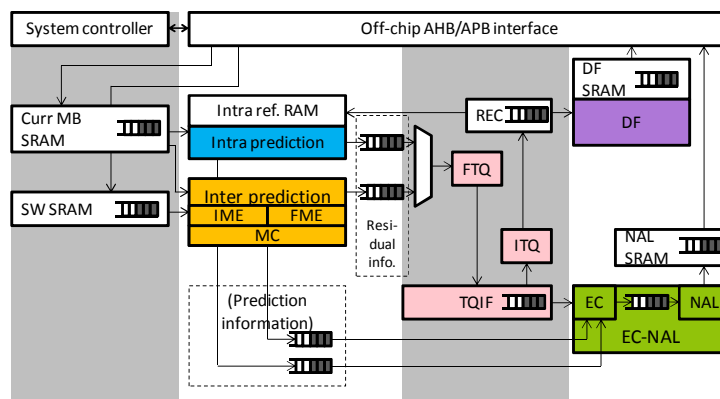 System controller
Off-chip AHB/APB interface
Curr MB
SRAM
Intra ref. RAM
Intra prediction
REC
DF
SRAM
DF
FTQ
SW SRAM
Inter prediction
IME
FME
MC
Resi-
dual
info.
ITQ
NAL
SRAM
(Prediction
information)
TQIF
EC
NAL
EC-NAL